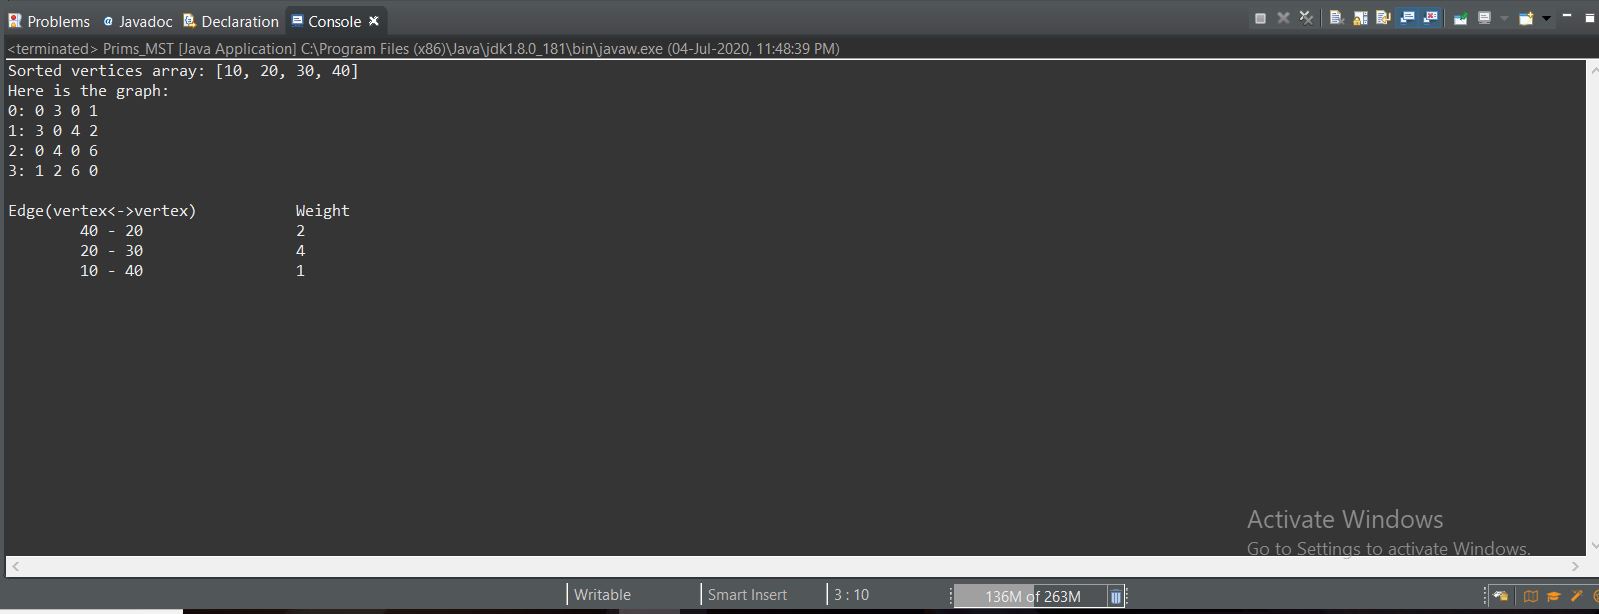 Problems Javadoc Declaration Console
<terminated> Prims_MST [Java Application] C:\Program Files (x86)\Java\jdk1.8.0_181\bin\javaw.exe (04-Jul-2020, 11:48:39 PM)
Sorted vertices array: [10, 20, 30, 40]
Here is the graph:
0: 0 3 0 1
1: 3 0 4 2
2: 0 4 0 6
3: 1 2 6 0
Edge(vertex<->vertex) Weight
40 - 20 2
20 - 30 4
10 - 40 1
Activate Windows
Go to Settings to activate Windows.
Writable Smart Insert 3 : 10 136M of 263M